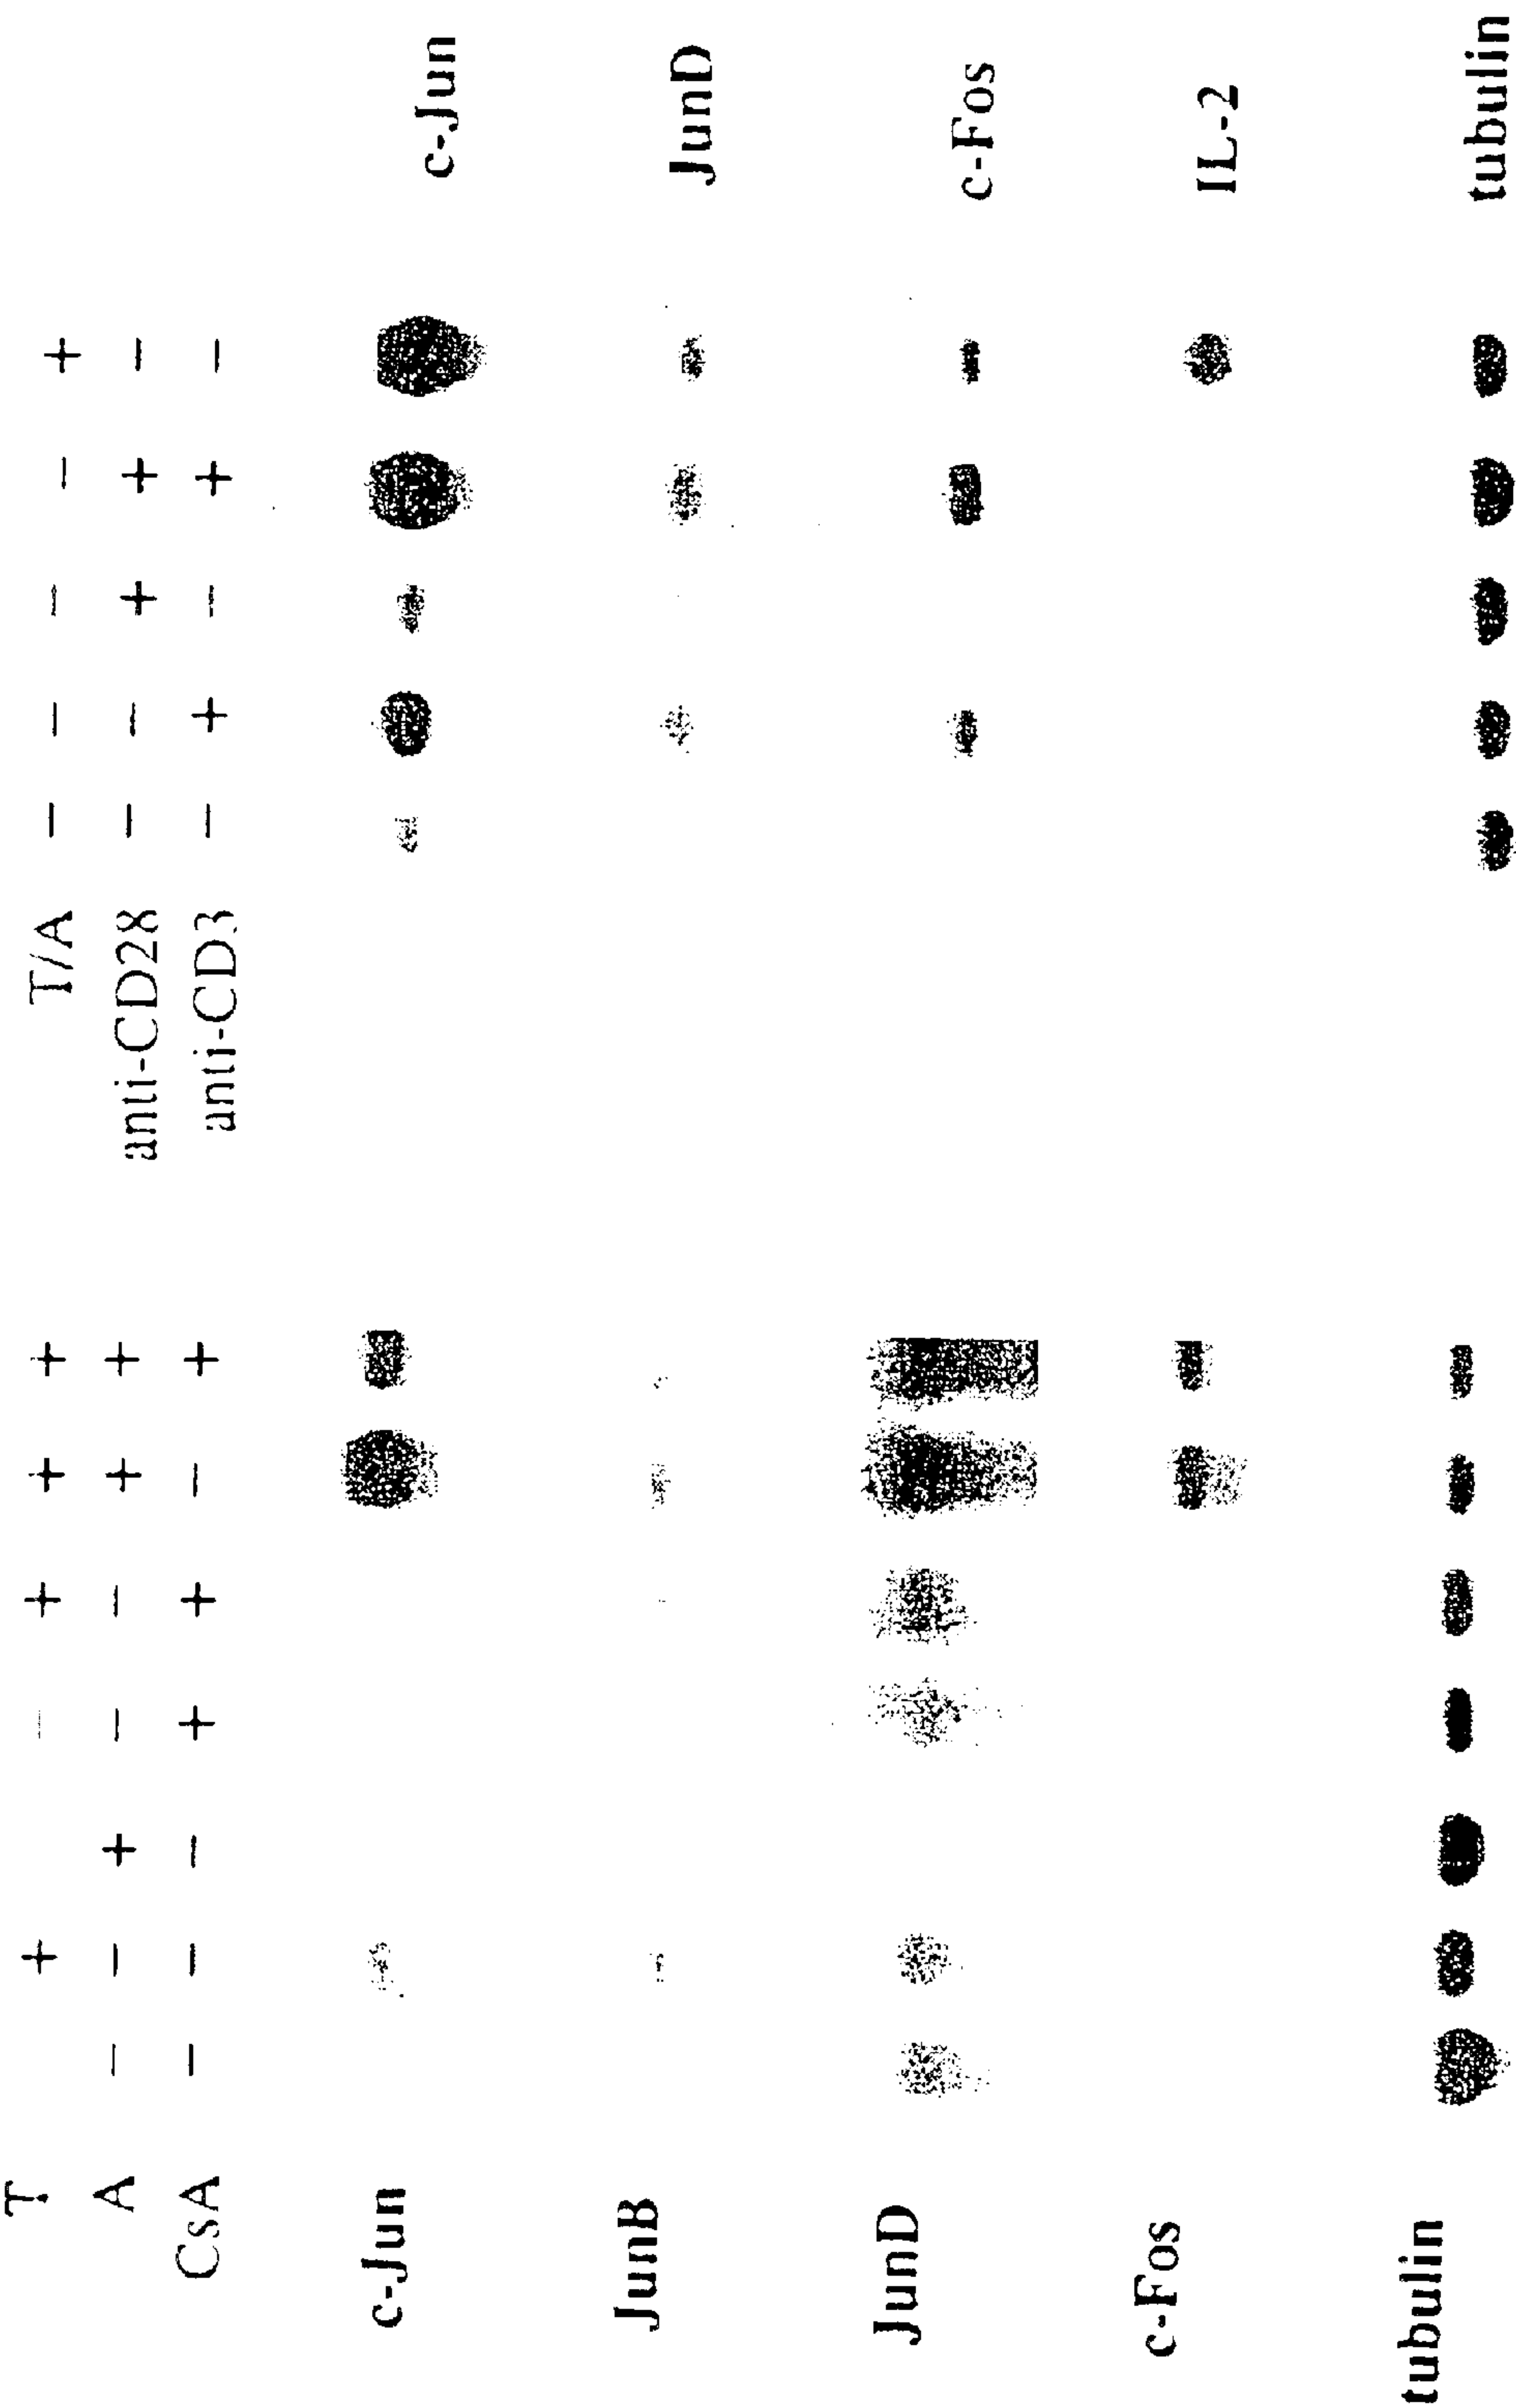 T + − + + +
A − − + − − + +
CsA − − − + + − +
c-Jun
JunB
JunD
c-Fos
tubulin
T/A − − − − +
anti-CD28 − − + + −
anti-CD3 − + − + −
c-Jun
JunD
c-Fos
IL-2
tubulin